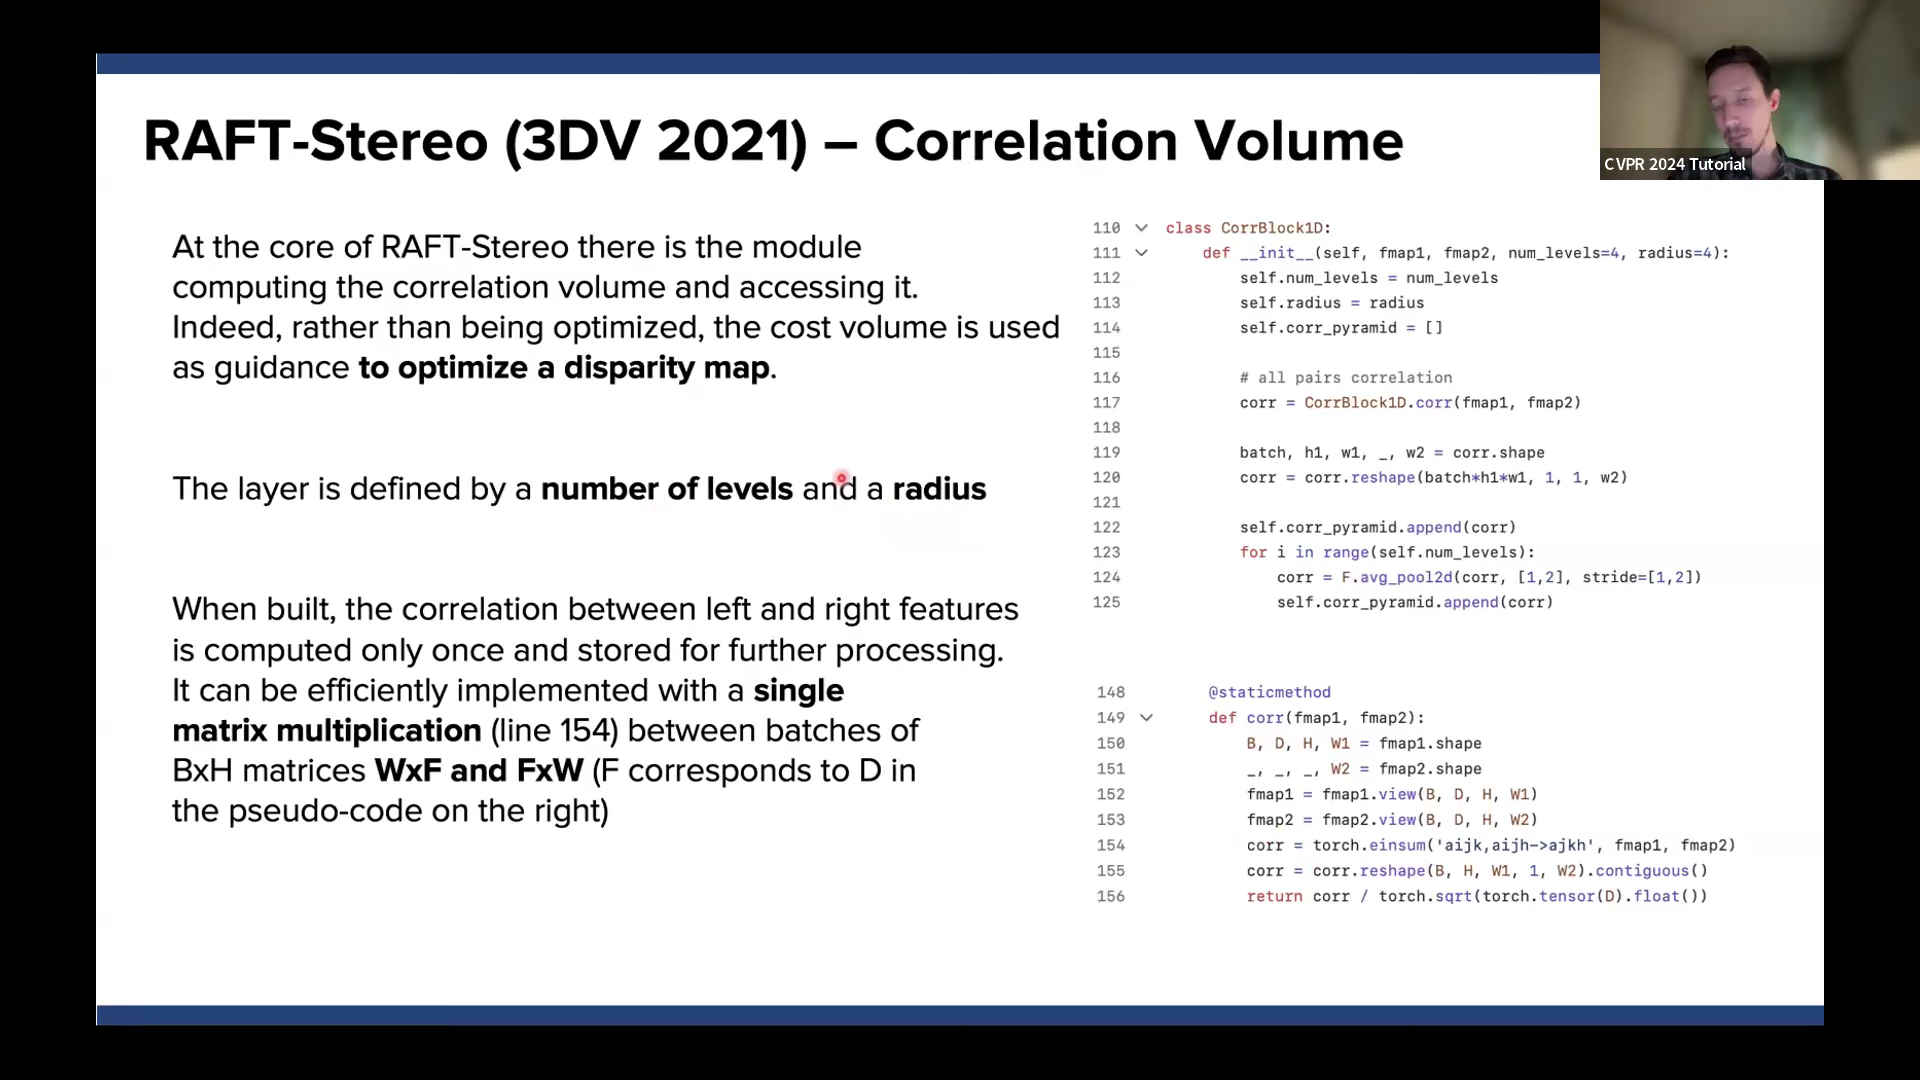 RAFT-Stereo (3DV 2021) – Correlation Volume
CVPR 2024 Tutorial
At the core of RAFT-Stereo there is the module
computing the correlation volume and accessing it.
Indeed, rather than being optimized, the cost volume is used
as guidance to optimize a disparity map.
The layer is defined by a number of levels and a radius
When built, the correlation between left and right features
is computed only once and stored for further processing.
It can be efficiently implemented with a single
matrix multiplication (line 154) between batches of
BxH matrices WxF and FxW (F corresponds to D in
the pseudo-code on the right)
110 class CorrBlock1D:
111 def __init__(self, fmap1, fmap2, num_levels=4, radius=4):
112 self.num_levels = num_levels
113 self.radius = radius
114 self.corr_pyramid = []
115
116 # all pairs correlation
117 corr = CorrBlock1D.corr(fmap1, fmap2)
118
119 batch, h1, w1, _, w2 = corr.shape
120 corr = corr.reshape(batch*h1*w1, 1, 1, w2)
121
122 self.corr_pyramid.append(corr)
123 for i in range(self.num_levels):
124 corr = F.avg_pool2d(corr, [1,2], stride=[1,2])
125 self.corr_pyramid.append(corr)
148 @staticmethod
149 def corr(fmap1, fmap2):
150 B, D, H, W1 = fmap1.shape
151 _, _, _, W2 = fmap2.shape
152 fmap1 = fmap1.view(B, D, H, W1)
153 fmap2 = fmap2.view(B, D, H, W2)
154 corr = torch.einsum('aijk,aijh->ajkh', fmap1, fmap2)
155 corr = corr.reshape(B, H, W1, 1, W2).contiguous()
156 return corr / torch.sqrt(torch.tensor(D).float())